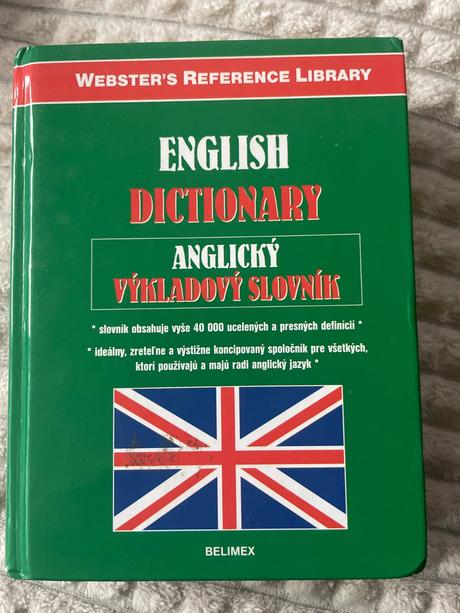 WEBSTER'S REFERENCE LIBRARY
ENGLISH
DICTIONARY
ANGLICKÝ
VÝKLADOVÝ SLOVNÍK
* slovník obsahuje vyše 40 000 ucelených a presných definícií *
* ideálny, zreteľne a výstižne koncipovaný spoločník pre všetkých,
ktorí používajú a majú radi anglický jazyk *
BELIMEX